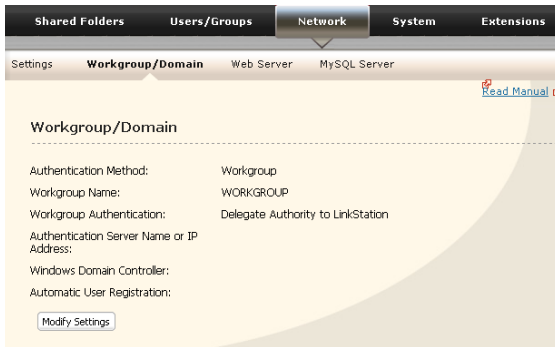 Shared Folders Users/Groups Network System Extensions
Settings Workgroup/Domain Web Server MySQL Server
Read Manual
Workgroup/Domain
Authentication Method: Workgroup
Workgroup Name: WORKGROUP
Workgroup Authentication: Delegate Authority to LinkStation
Authentication Server Name or IP
Address:
Windows Domain Controller:
Automatic User Registration:
Modify Settings